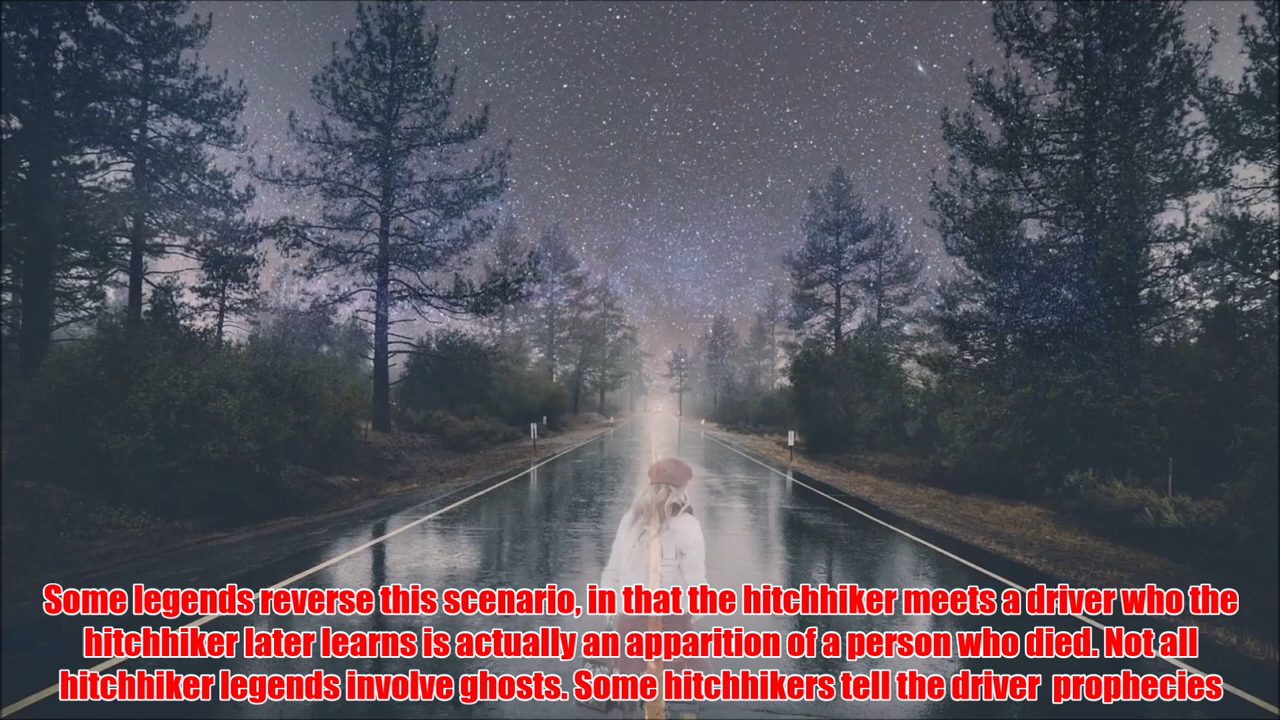 Some legends reverse this scenario, in that the hitchhiker meets a driver who the
hitchhiker later learns is actually an apparition of a person who died. Not all
hitchhiker legends involve ghosts. Some hitchhikers tell the driver  prophecies